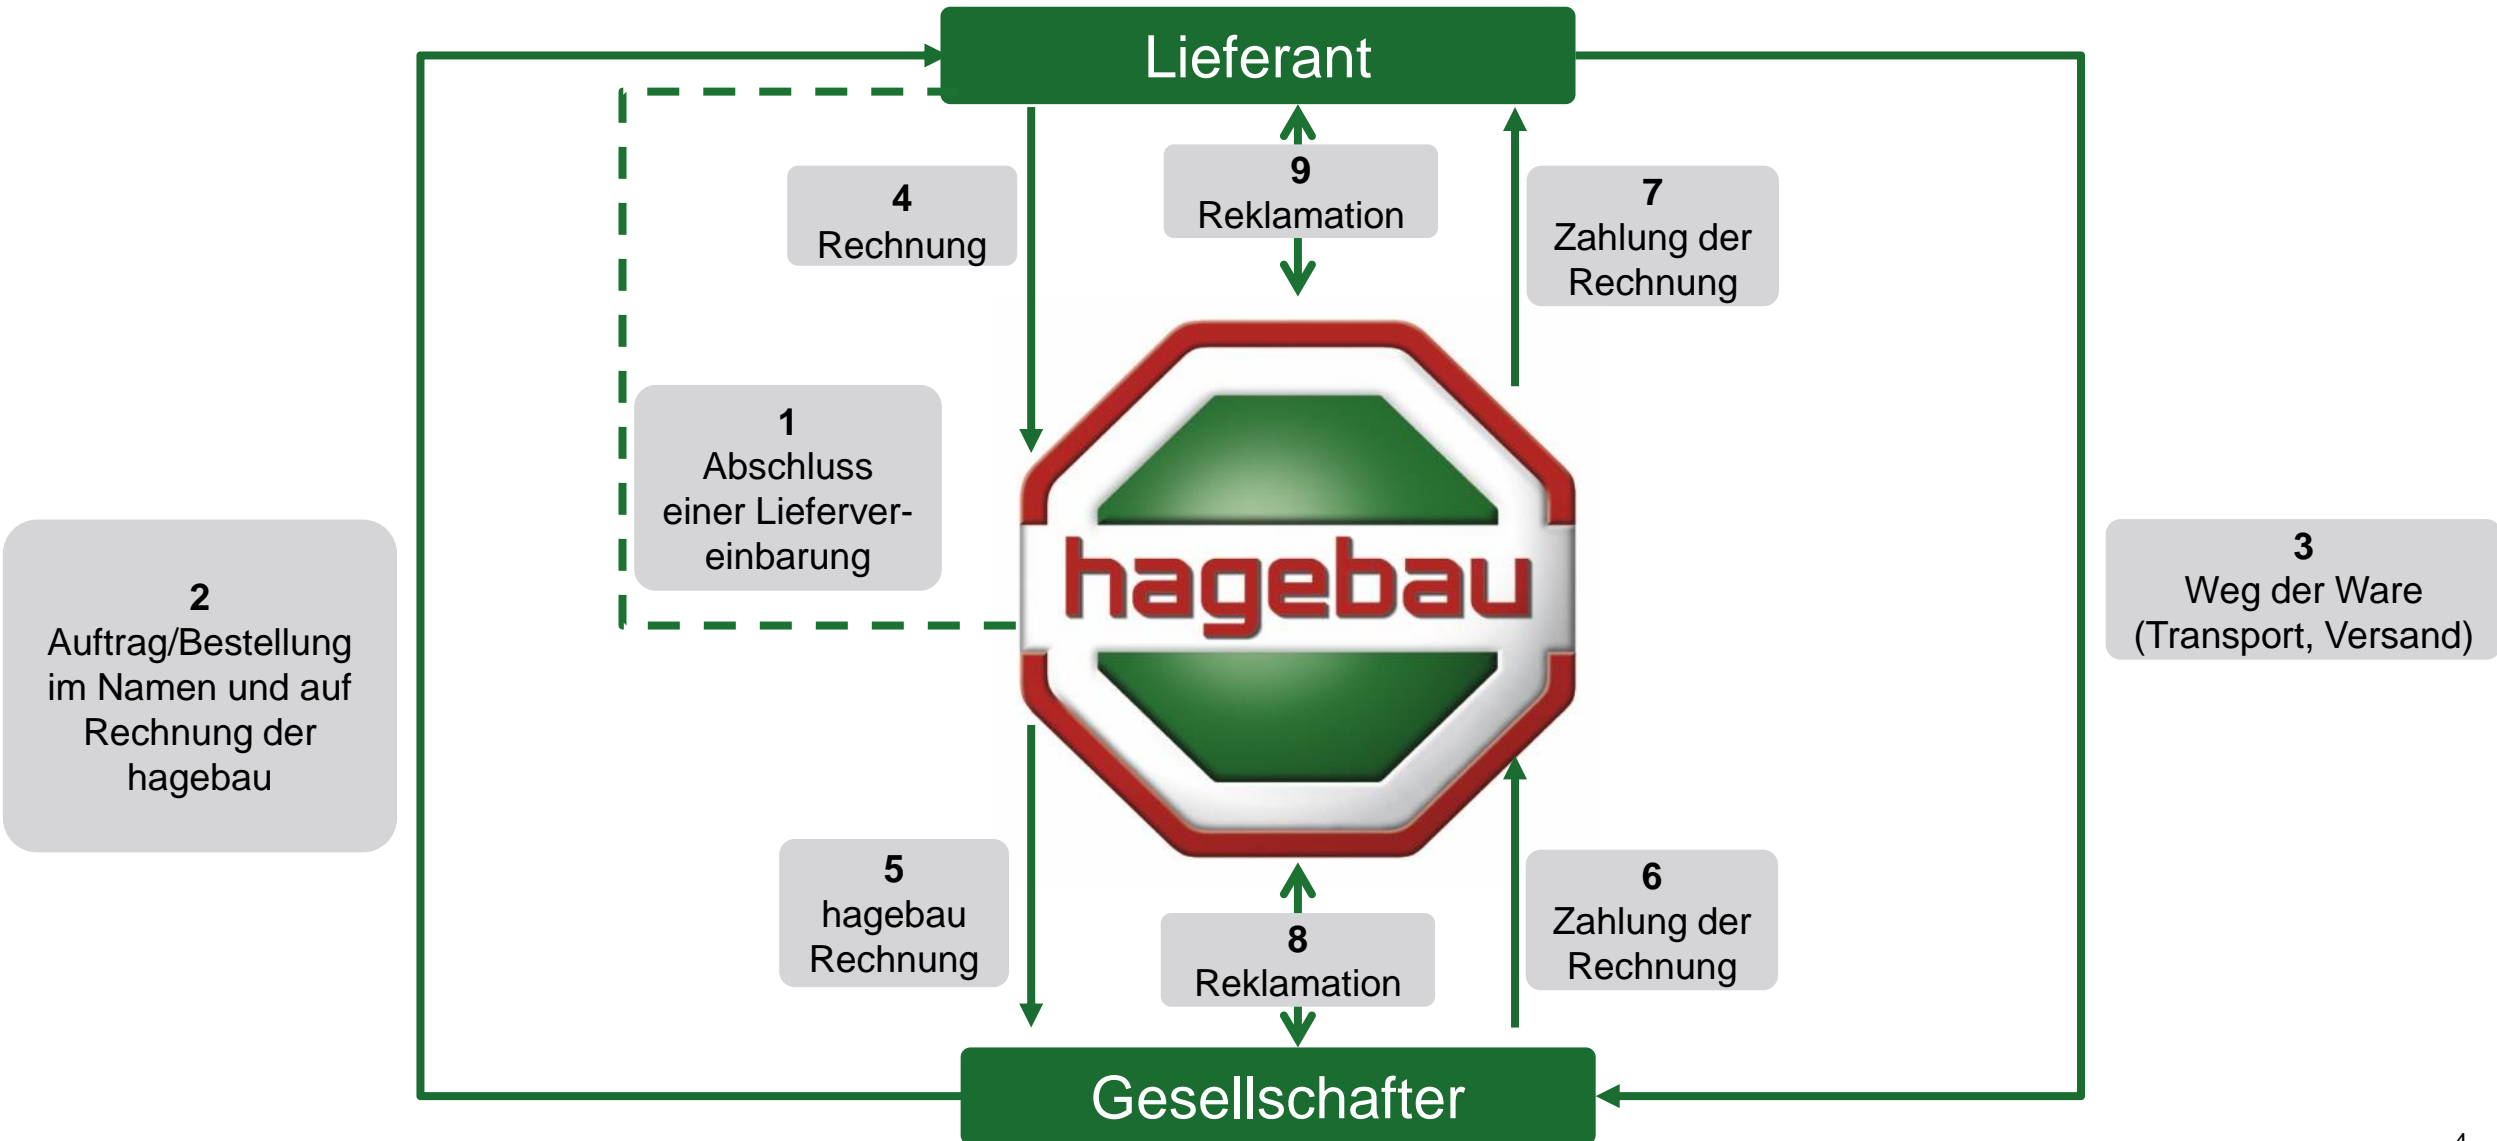 Lieferant
4
Rechnung
9
Reklamation
7
Zahlung der
Rechnung
1
Abschluss
einer Lieferver-
einbarung
hagebau
2
Auftrag/Bestellung
im Namen und auf
Rechnung der
hagebau
3
Weg der Ware
(Transport, Versand)
5
hagebau
Rechnung
8
Reklamation
6
Zahlung der
Rechnung
Gesellschafter
4